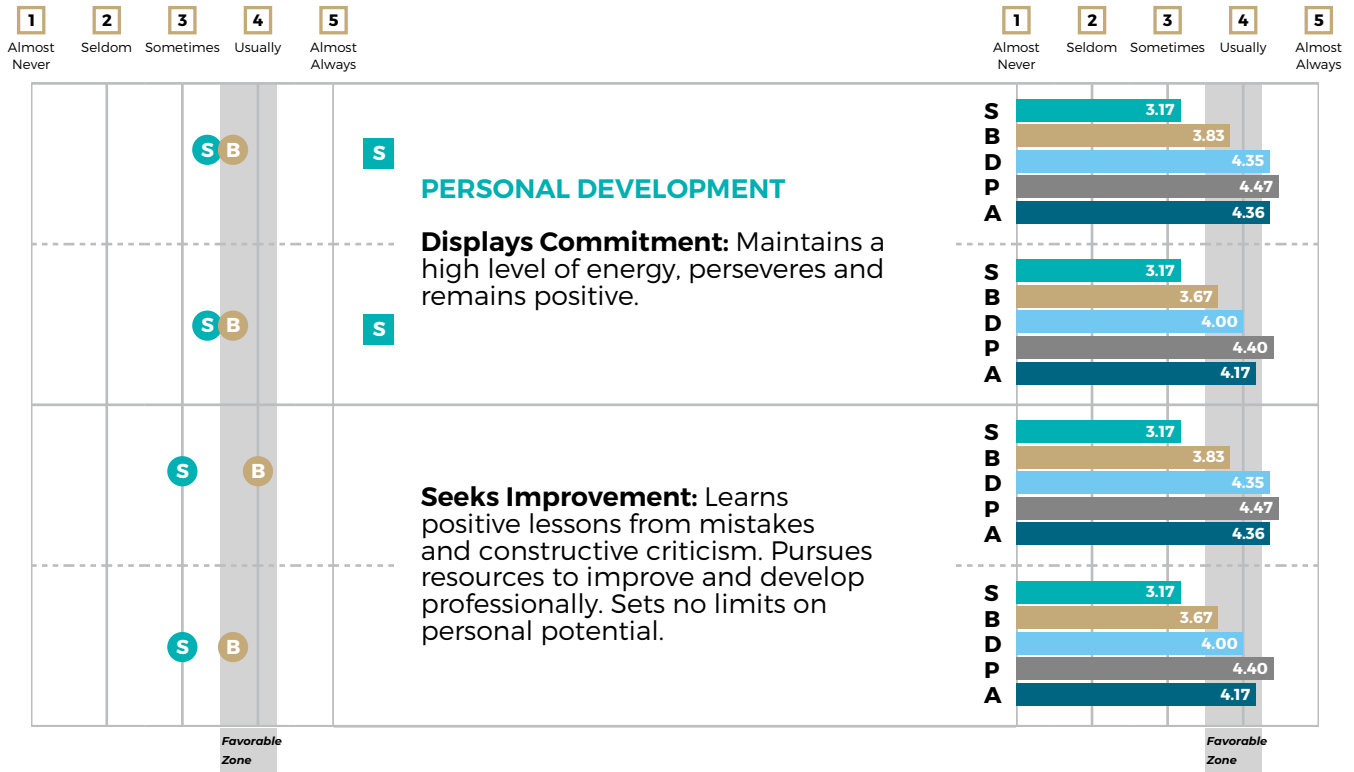 1 2 3 4 5
Almost Never Seldom Sometimes Usually Almost Always
1 2 3 4 5
Almost Never Seldom Sometimes Usually Almost Always
S B
S
S B
S
PERSONAL DEVELOPMENT
Displays Commitment: Maintains a
high level of energy, perseveres and
remains positive.
S 3.17
B 3.83
D 4.35
P 4.47
A 4.36
S 3.17
B 3.67
D 4.00
P 4.40
A 4.17
S B
S B
Seeks Improvement: Learns
positive lessons from mistakes
and constructive criticism. Pursues
resources to improve and develop
professionally. Sets no limits on
personal potential.
S 3.17
B 3.83
D 4.35
P 4.47
A 4.36
S 3.17
B 3.67
D 4.00
P 4.40
A 4.17
Favorable
Zone
Favorable
Zone